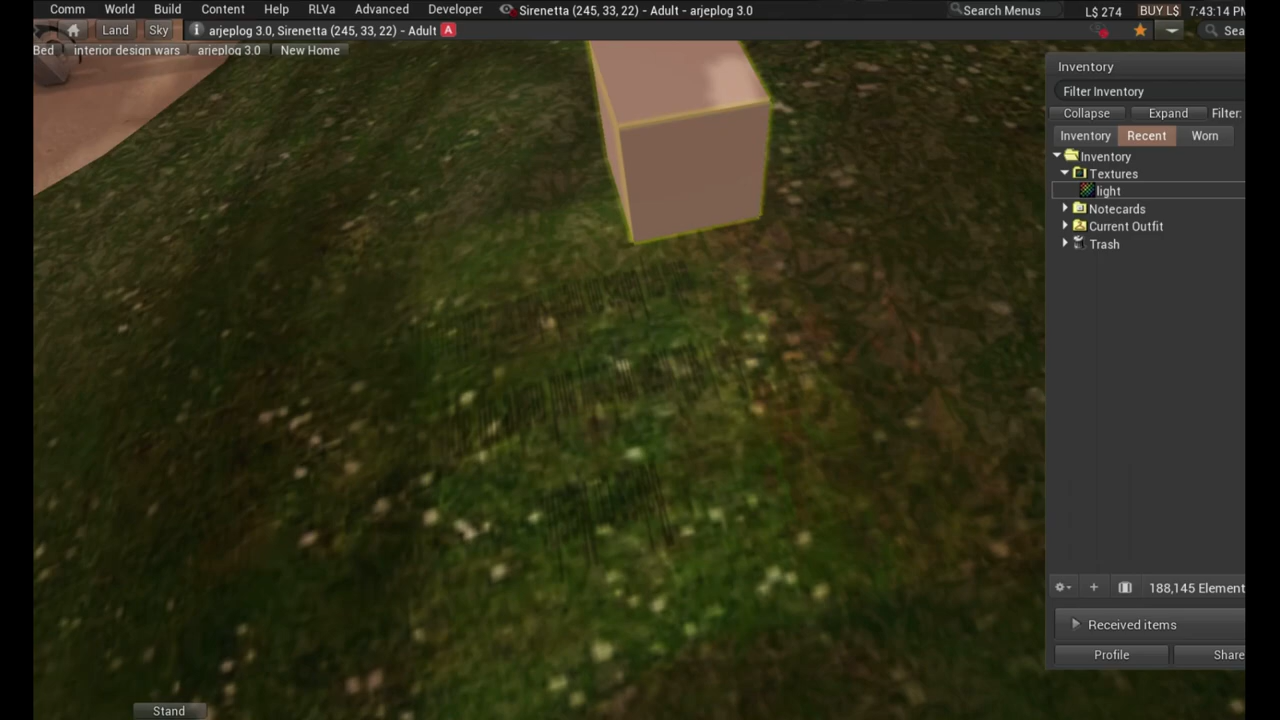 Comm World Build Content Help RLVa Advanced Developer Sirenetta (245, 33, 22) - Adult - arjeplog 3.0 Search Menus L$ 274 BUY L$ 7:43:14 PM
Land Sky arjeplog 3.0, Sirenetta (245, 33, 22) - Adult A Sea
Bed interior design wars arjeplog 3.0 New Home
Inventory
Filter Inventory
Collapse Expand Filter:
Inventory Recent Worn
Inventory
Textures
light
Notecards
Current Outfit
Trash
188,145 Element
Received items
Profile Share
Stand